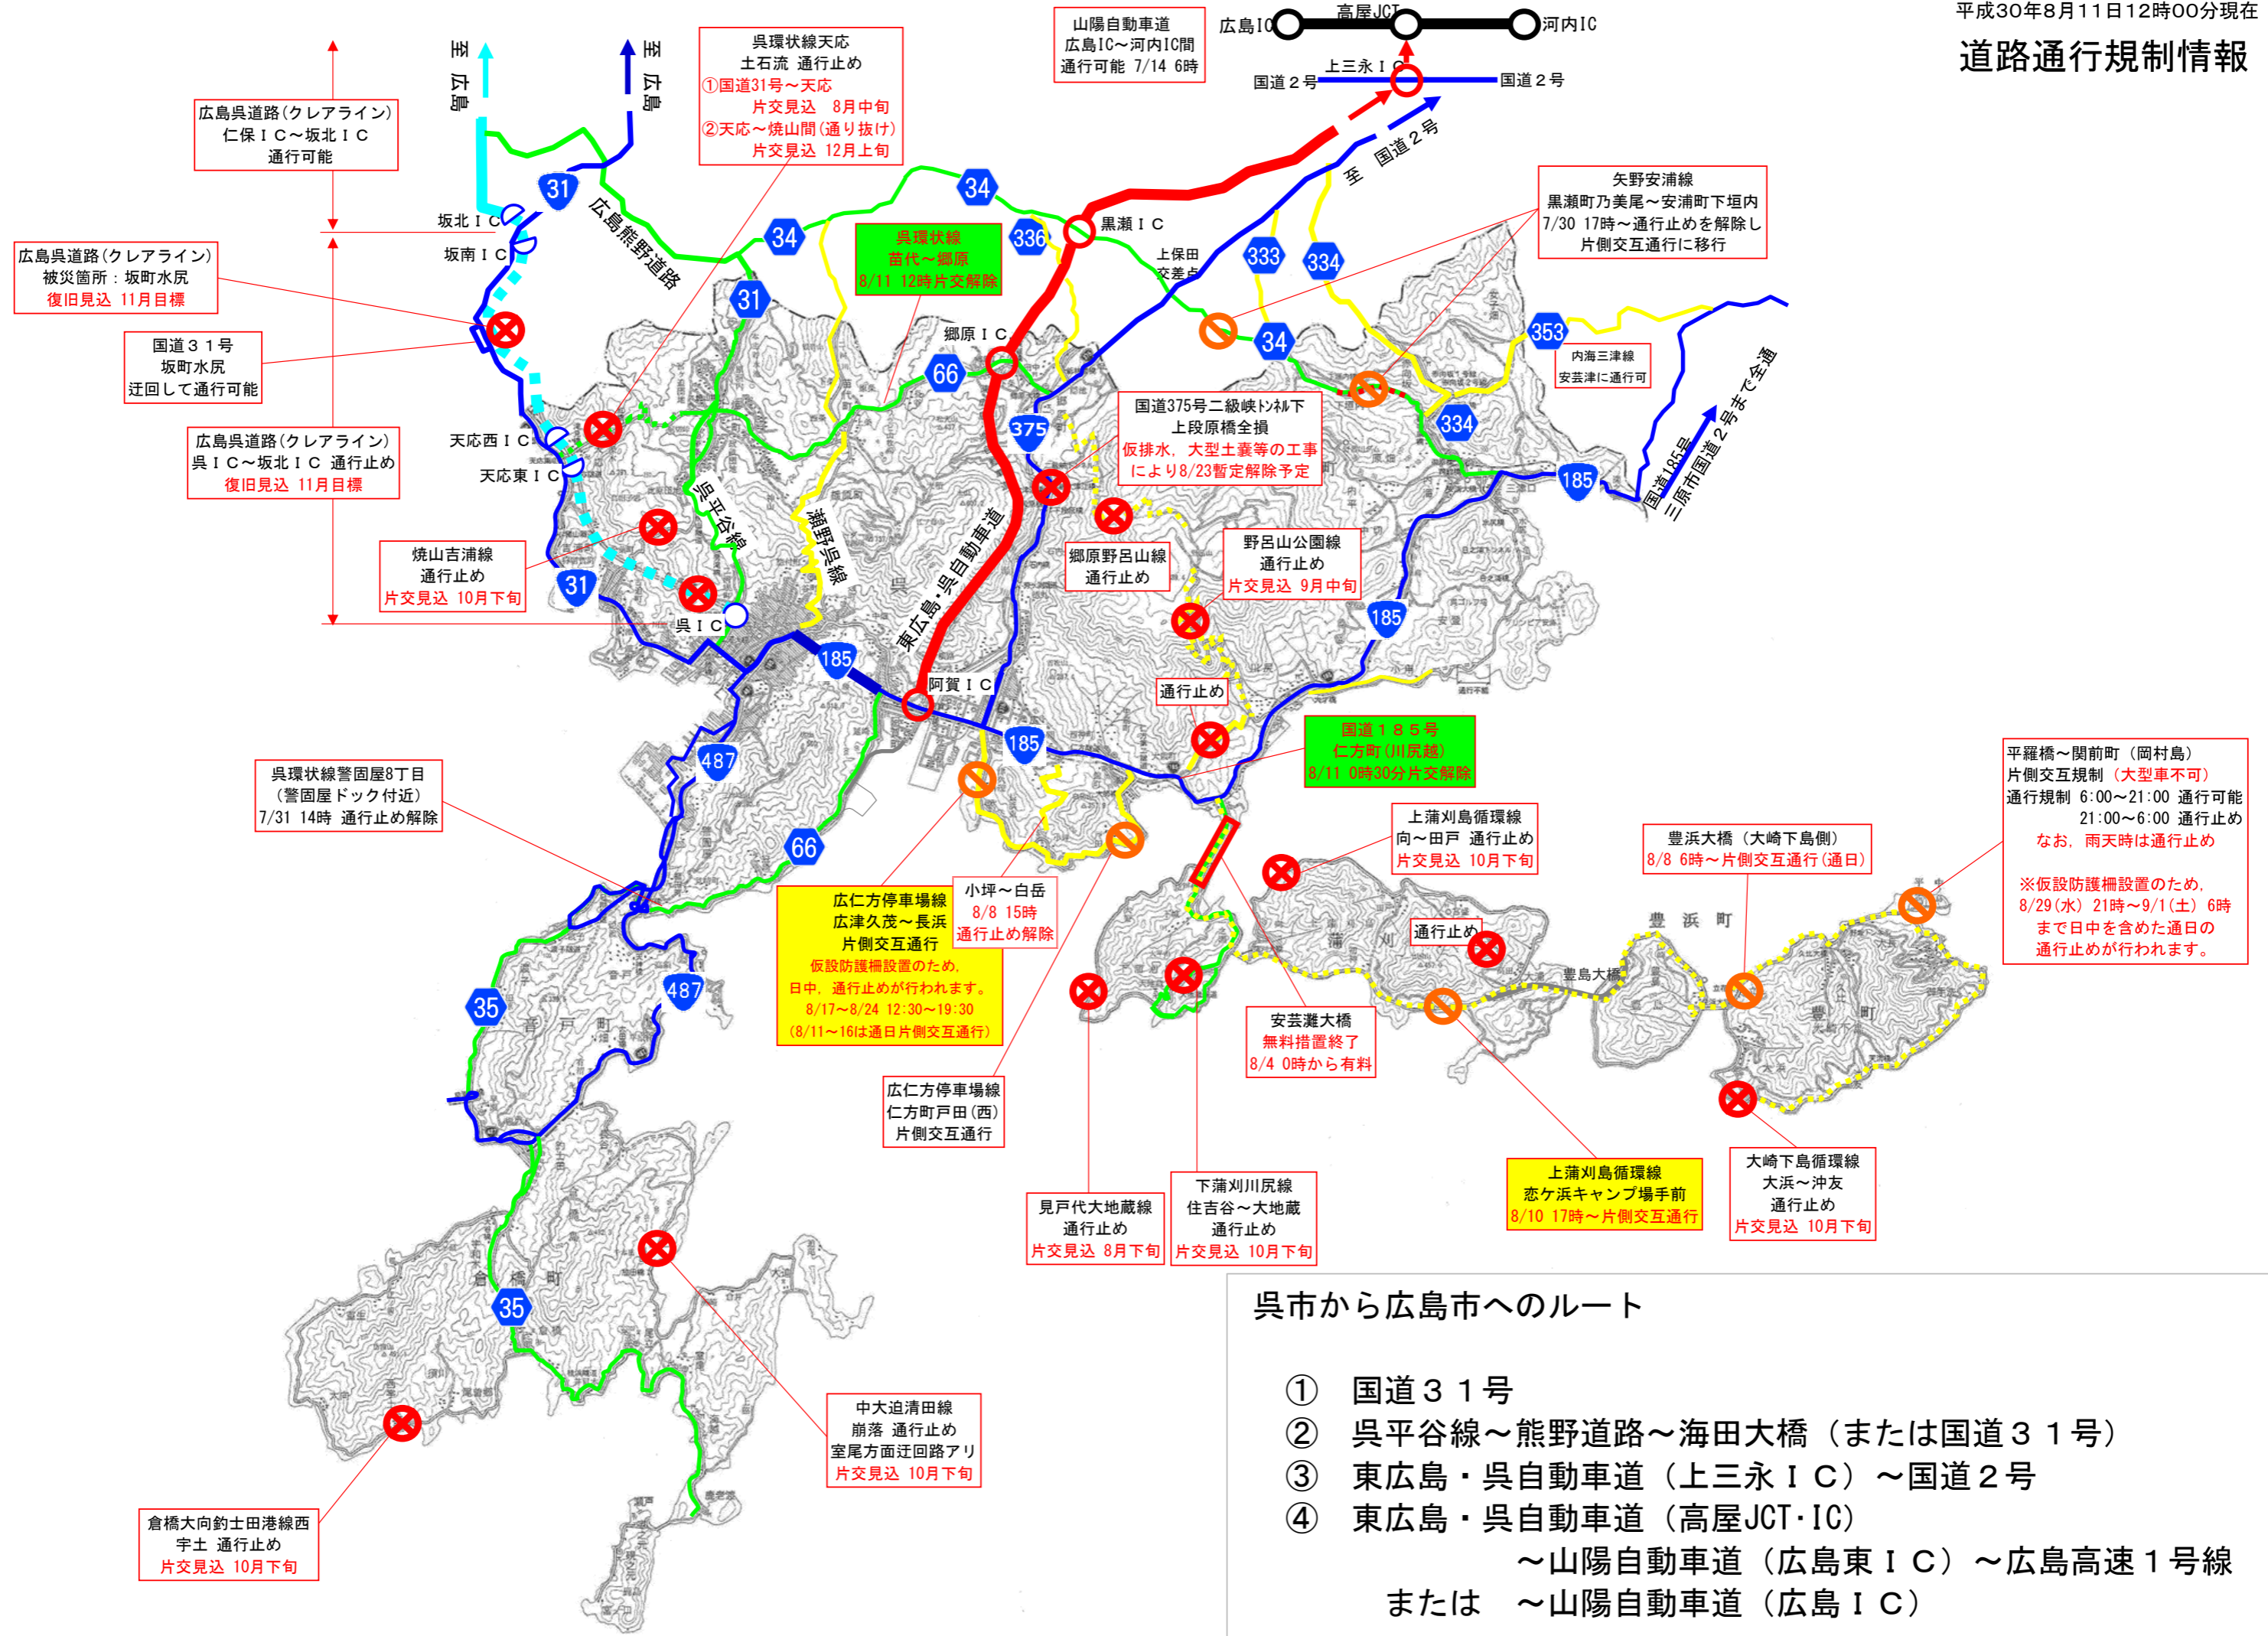 平成30年8月11日12時00分現在
道路通行規制情報
山陽自動車道
広島IC～河内IC間
通行可能 7/14 6時
広島IC
高屋JCT
河内IC
国道2号
上三永ＩＣ
国道2号
至 広島
至 広島
呉環状線天応
土石流 通行止め
①国道31号～天応
片交見込 8月中旬
②天応～焼山間(通り抜け)
片交見込 12月上旬
広島呉道路(クレアライン)
仁保ＩＣ～坂北ＩＣ
通行可能
至 国道2号
矢野安浦線
黒瀬町乃美尾～安浦町下垣内
7/30 17時～通行止めを解除し
片側交互通行に移行
31
34
34
坂北ＩＣ
坂南ＩＣ
広島熊野道路
呉環状線
苗代～郷原
8/11 12時片交解除
336
黒瀬ＩＣ
上保田
交差点
333
334
広島呉道路(クレアライン)
被災箇所：坂町水尻
復旧見込 11月目標
31
国道３１号
坂町水尻
迂回して通行可能
郷原ＩＣ
34
353
内海三津線
安芸津に通行可
66
国道185号
三原市国道２号まで全通
広島呉道路(クレアライン)
呉ＩＣ～坂北ＩＣ 通行止め
復旧見込 11月目標
天応西ＩＣ
天応東ＩＣ
375
国道375号二級峡トンネル下
上段原橋全損
仮排水，大型土嚢等の工事
により8/23暫定解除予定
334
185
呉平谷線
瀬野呉線
東広島・呉自動車道
焼山吉浦線
通行止め
片交見込 10月下旬
郷原野呂山線
通行止め
野呂山公園線
通行止め
片交見込 9月中旬
31
呉ＩＣ
呉
185
185
阿賀ＩＣ
通行止め
通行不能
185
国道１８５号
仁方町(川尻越)
8/11 0時30分片交解除
487
呉環状線警固屋8丁目
(警固屋ドック付近)
7/31 14時 通行止め解除
66
広仁方停車場線
広津久茂～長浜
片側交互通行
仮設防護柵設置のため，
日中，通行止めが行われます。
8/17～8/24 12:30～19:30
(8/11～16は通日片側交互通行)
小坪～白岳
8/8 15時
通行止め解除
上蒲刈島循環線
向～田戸 通行止め
片交見込 10月下旬
豊浜大橋（大崎下島側）
8/8 6時～片側交互通行(通日)
平羅橋～関前町（岡村島）
片側交互規制（大型車不可）
通行規制 6:00～21:00 通行可能
21:00～6:00 通行止め
なお，雨天時は通行止め
※仮設防護柵設置のため，
8/29(水) 21時～9/1(土) 6時
まで日中を含めた通日の
通行止めが行われます。
蒲 刈
通行止め
豊 浜 町
豊島大橋
豊 町
487
35
音 戸 町
安芸灘大橋
無料措置終了
8/4 0時から有料
広仁方停車場線
仁方町戸田(西)
片側交互通行
見戸代大地蔵線
通行止め
片交見込 8月下旬
下蒲刈川尻線
住吉谷～大地蔵
通行止め
片交見込 10月下旬
上蒲刈島循環線
恋ケ浜キャンプ場手前
8/10 17時～片側交互通行
大崎下島循環線
大浜～沖友
通行止め
片交見込 10月下旬
倉 橋 町
35
中大迫清田線
崩落 通行止め
室尾方面迂回路アリ
片交見込 10月下旬
倉橋大向釣士田港線西
宇土 通行止め
片交見込 10月下旬
呉市から広島市へのルート
① 国道３１号
② 呉平谷線～熊野道路～海田大橋（または国道３１号）
③ 東広島・呉自動車道（上三永ＩＣ）～国道２号
④ 東広島・呉自動車道（高屋JCT・IC）
～山陽自動車道（広島東ＩＣ）～広島高速１号線
または ～山陽自動車道（広島ＩＣ）